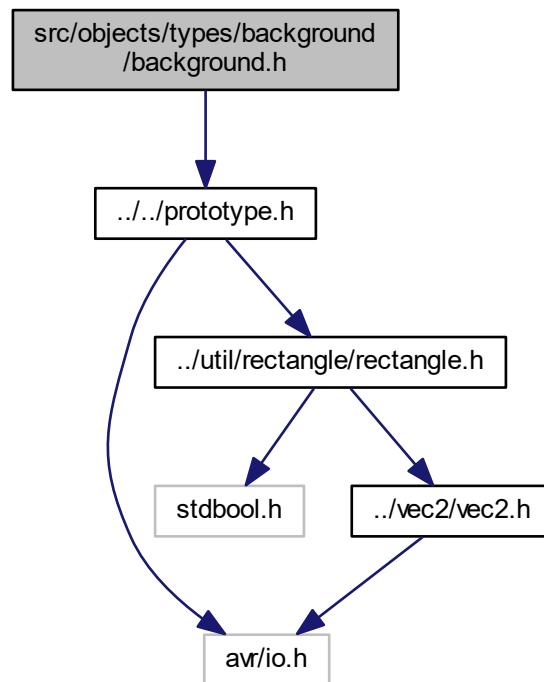 src/objects/types/background
/background.h
../../prototype.h
../util/rectangle/rectangle.h
stdbool.h
../vec2/vec2.h
avr/io.h